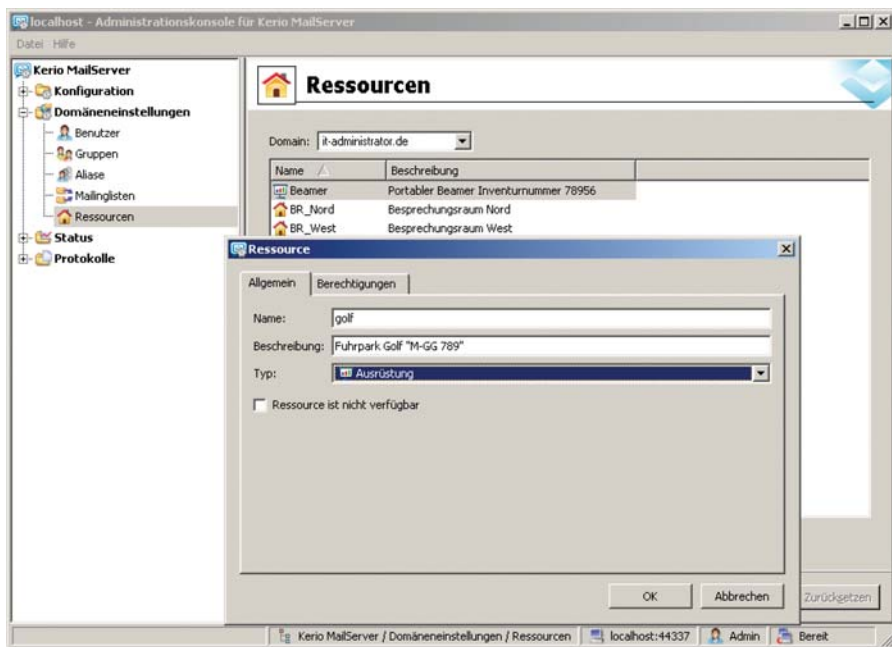 localhost - Administrationskonsole für Kerio MailServer
Datei Hilfe
Kerio MailServer
Konfiguration
Domäneneinstellungen
Benutzer
Gruppen
Aliase
Mailinglisten
Ressourcen
Status
Protokolle
Ressourcen
Domain: it-administrator.de
Name Beschreibung
Beamer Portabler Beamer Inventurnummer 78956
BR_Nord Besprechungsraum Nord
BR_West Besprechungsraum West
Ressource
Allgemein Berechtigungen
Name: golf
Beschreibung: Fuhrpark Golf "M-GG 789"
Typ: Ausrüstung
Ressource ist nicht verfügbar
OK Abbrechen
Zurücksetzen
Kerio MailServer / Domäneneinstellungen / Ressourcen localhost:44337 Admin Bereit